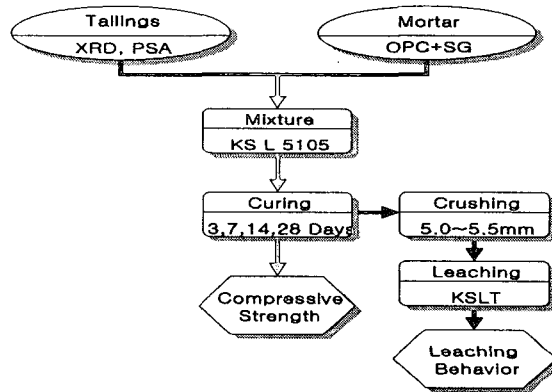 Tailings
XRD, PSA
Mortar
OPC+SG
Mixture
KS L 5105
Curing
3,7,14,28 Days
Crushing
5.0~5.5mm
Leaching
KSLT
Compressive
Strength
Leaching
Behavior